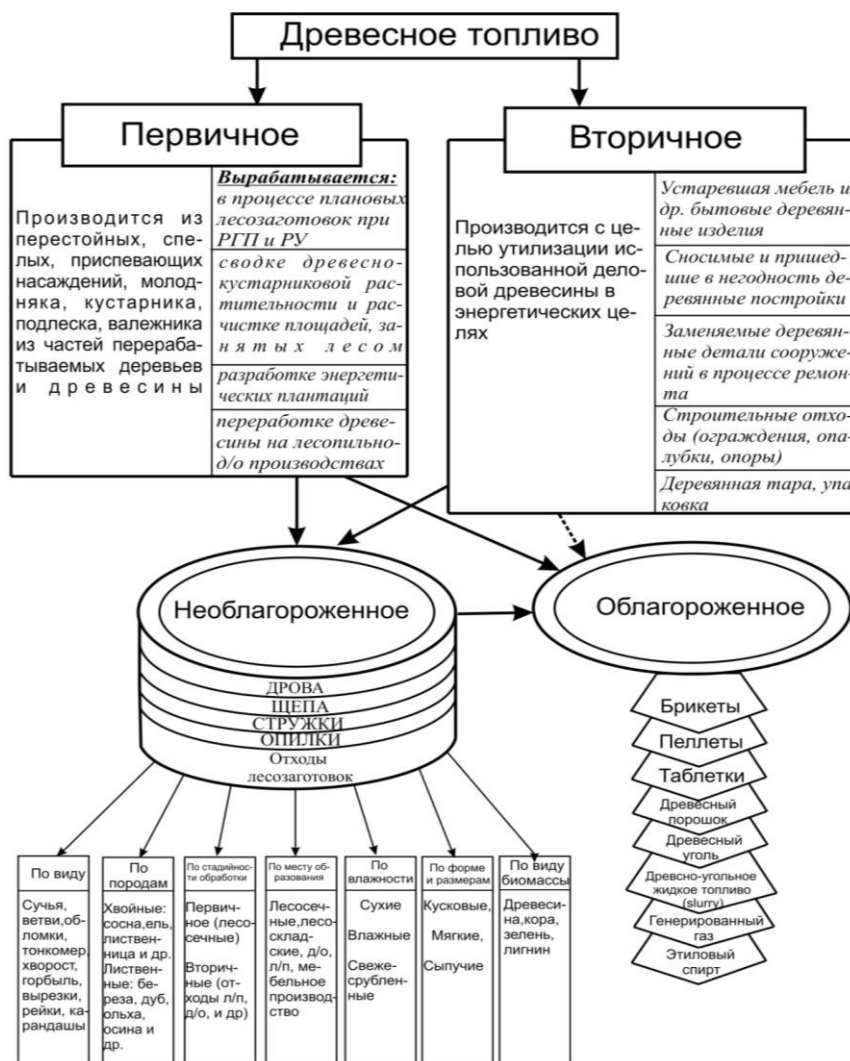 Древесное топливо
Первичное
Производится из
перестойных, спе-
лых, приспевающих
насаждений, молод-
няка, кустарника,
подлеска, валежника
из частей перераба-
тываемых деревьев
и древесины
Вырабатывается:
в процессе плановых
лесозаготовок при
РГП и РУ
сводке древесно-
кустарниковой рас-
тительности и рас-
чистке площадей, за-
нятых лесом
разработке энергети-
ческих плантаций
переработке древе-
сины на лесопильно-
д/о производствах
Вторичное
Производится с це-
лью утилизации ис-
пользованной дело-
вой древесины в
энергетических це-
лях
Устаревшая мебель и
др. бытовые деревян-
ные изделия
Сносимые и пришед-
шие в негодность де-
ревянные постройки
Заменяемые деревян-
ные детали сооруже-
ний в процессе ремон-
та
Строительные отхо-
ды (ограждения, опа-
лубки, опоры)
Деревянная тара, упа-
ковка
Необлагороженное
ДРОВА
ЩЕПА
СТРУЖКИ
ОПИЛКИ
Отходы
лесозаготовок
Облагороженное
Брикеты
Пеллеты
Таблетки
Древесный
порошок
Древесный
уголь
Древсно-угольное
жидкое топливо
(slurry)
Генерированный
газ
Этиловый
спирт
По виду
Сучья,
ветви,об-
ломки,
тонкомер,
хворост,
горбыль,
вырезки,
рейки, ка-
рандашы
По
породам
Хвойные:
сосна,ель,
листвен-
ница и др.
Лиственные: бе-
реза, дуб,
ольха,
осина и
др.
По стадийнос-
ти обработки
Первич-
ное (лесо-
сечные)
Вторич-
ные (от-
ходы л/п,
д/о, и др)
По месту об-
разования
Лесосеч-
ные,лесо-
склад-
ские, д/о,
л/п, ме-
бельное
производ-
ство
По
влажности
Сухие
Влажные
Свеже-
срублен-
ные
По форме
и размерам
Кусковые,
Мягкие,
Сыпучие
По виду
биомассы
Древеси-
на,кора,
зелень,
лигнин